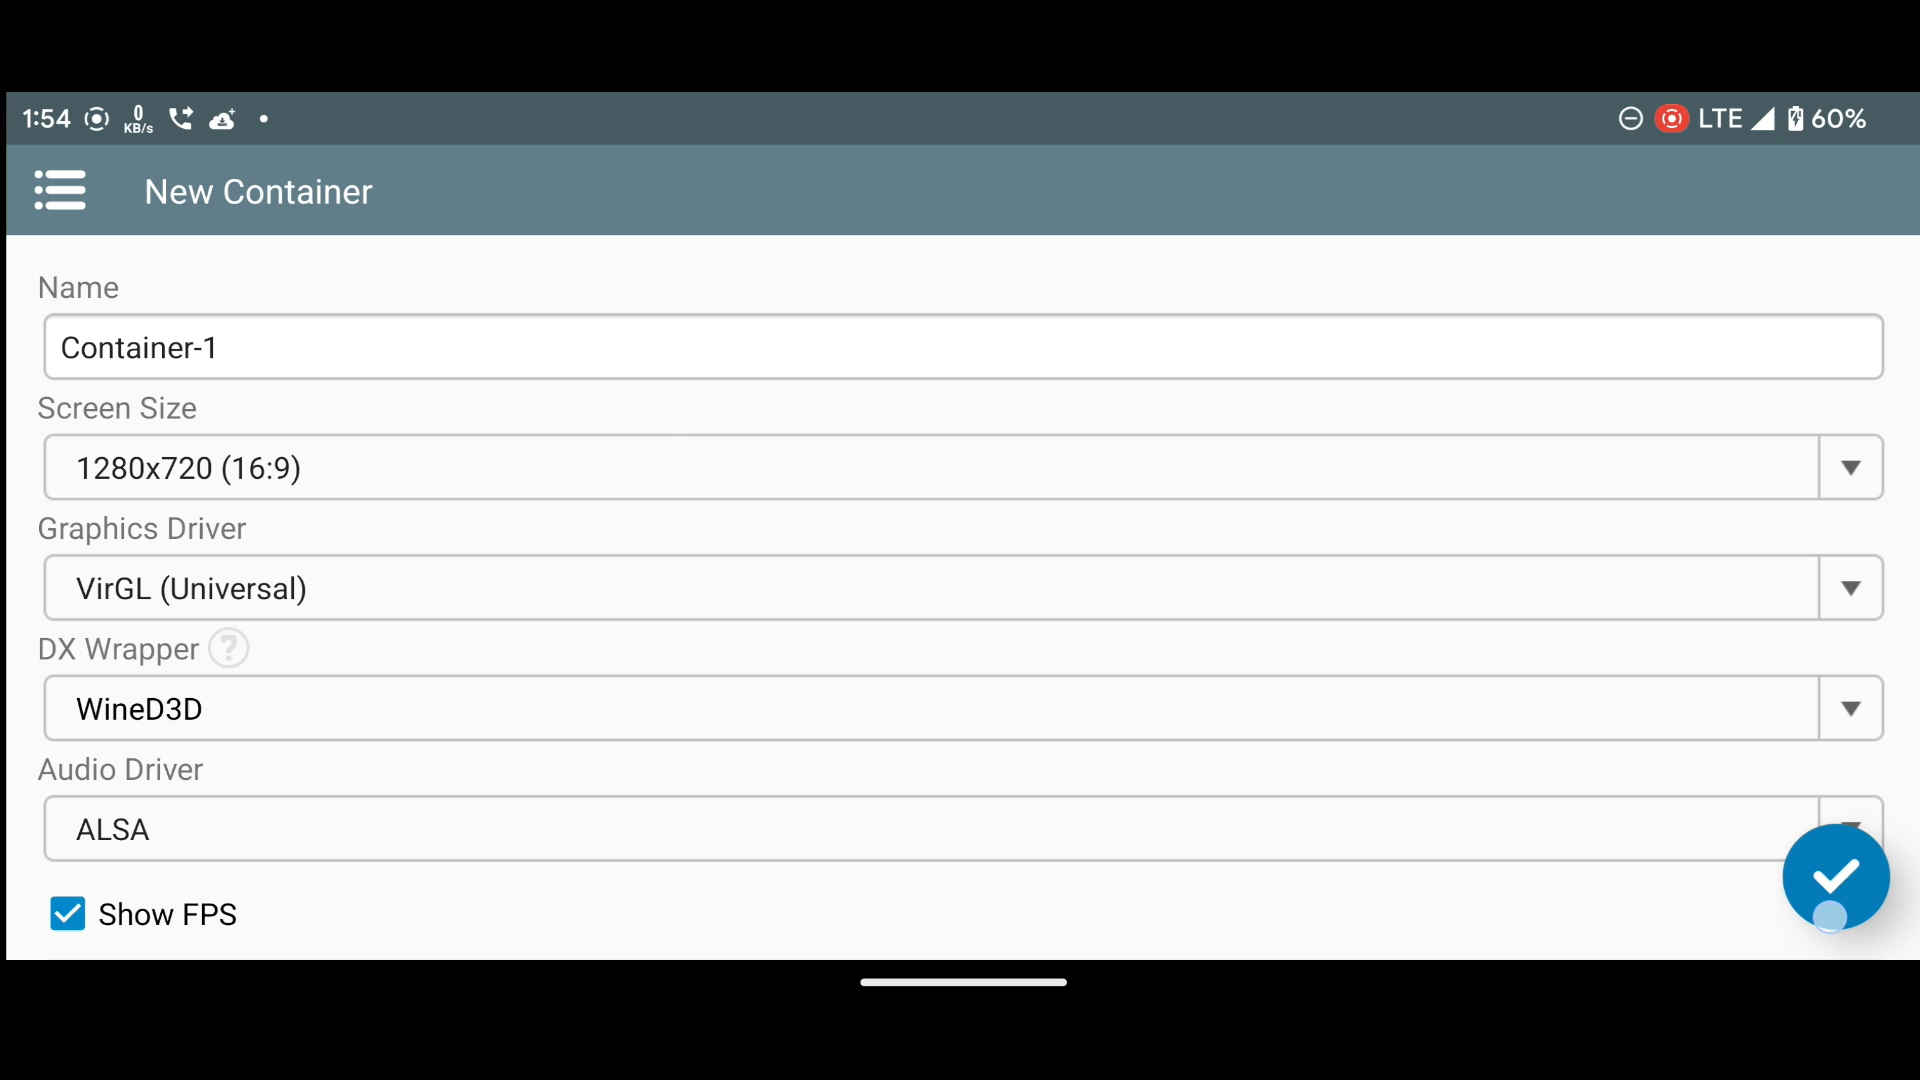 1:54 0 KB/s LTE 60%
New Container
Name
Container-1
Screen Size
1280x720 (16:9)
Graphics Driver
VirGL (Universal)
DX Wrapper ?
WineD3D
Audio Driver
ALSA
Show FPS